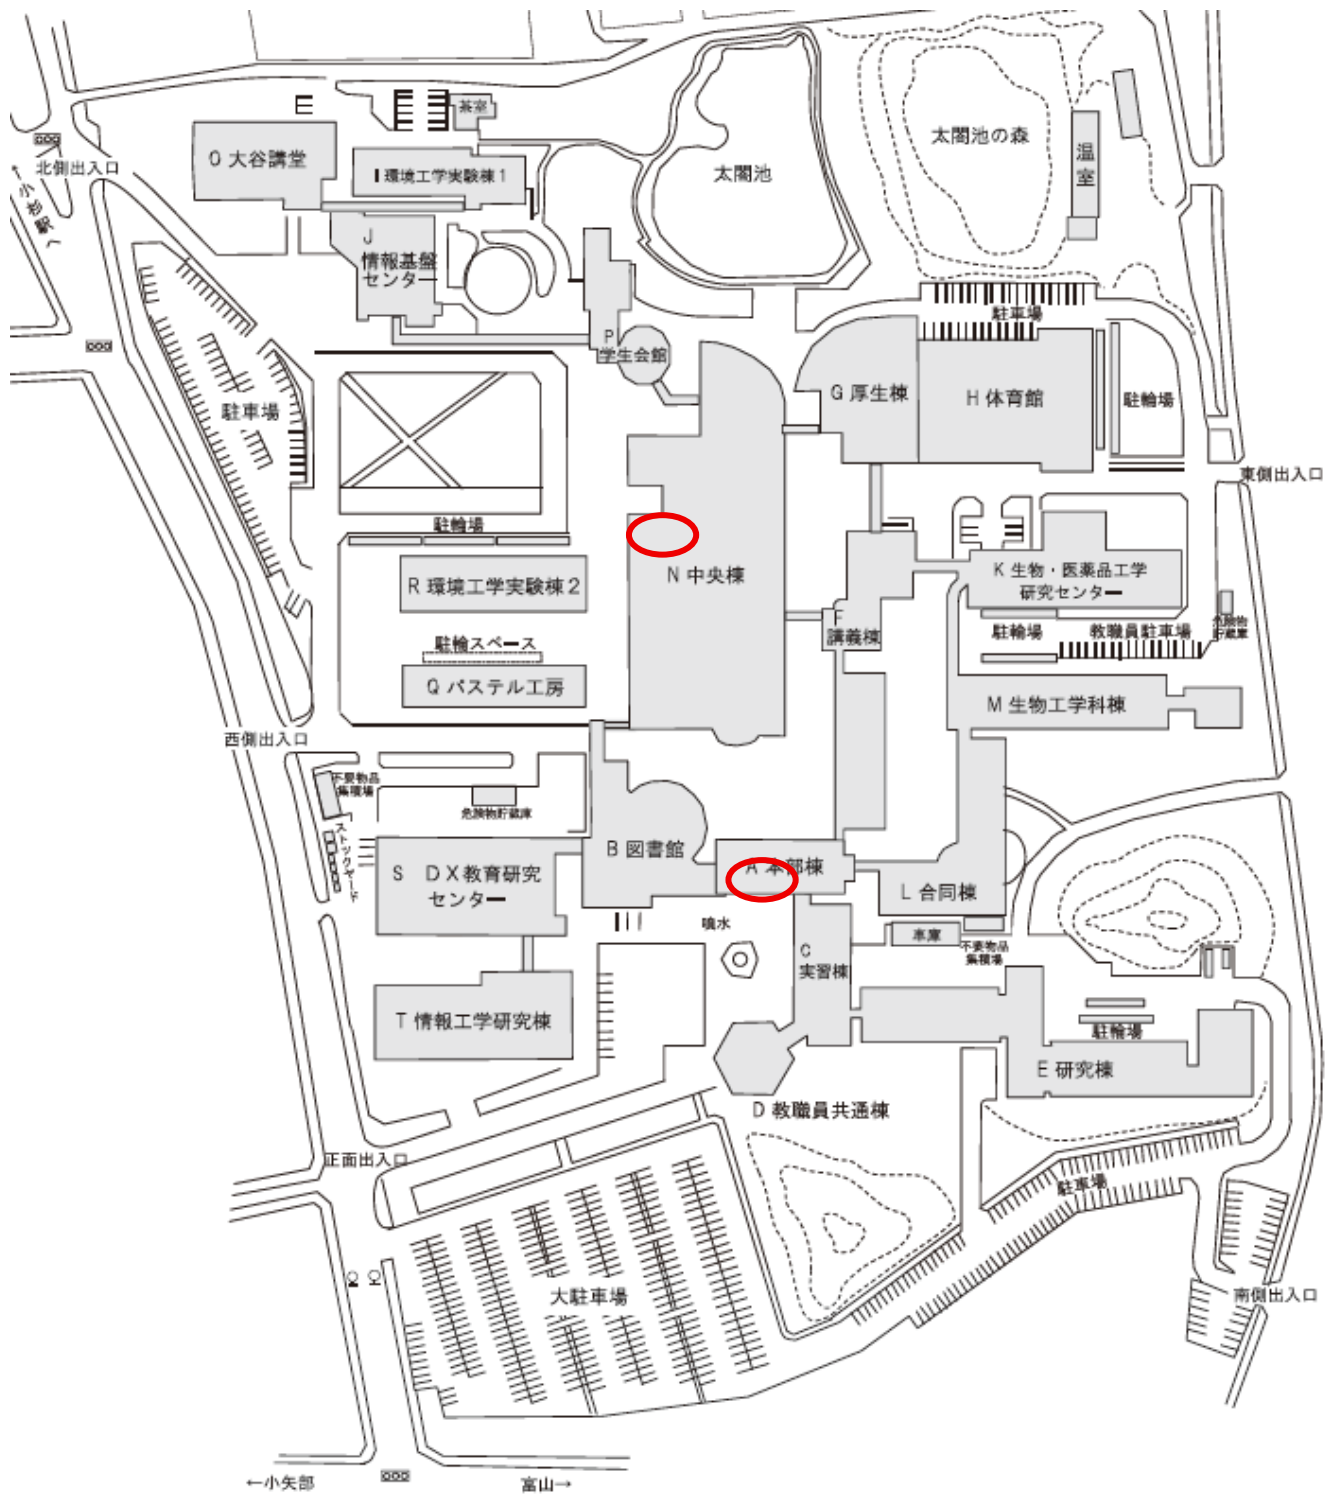 茶室
O 大谷講堂
I 環境工学実験棟1
北側出入口
←小杉駅へ
太閤池
太閤池の森
温室
J
情報基盤
センター
P
学生会館
駐車場
G 厚生棟
H 体育館
駐輪場
駐車場
東側出入口
駐輪場
N 中央棟
R 環境工学実験棟2
K 生物・医薬品工学
研究センター
F
講義棟
駐輪場
教職員駐車場
危険物
貯蔵庫
駐輪スペース
Q パステル工房
M 生物工学科棟
西側出入口
不要物品
集積場
危険物貯蔵庫
ストックヤード
B 図書館
A 本部棟
S DX教育研究
センター
L 合同棟
噴水
車庫
不要物品
集積場
C
実習棟
T 情報工学研究棟
駐輪場
E 研究棟
D 教職員共通棟
正面出入口
駐車場
大駐車場
南側出入口
←小矢部
富山→